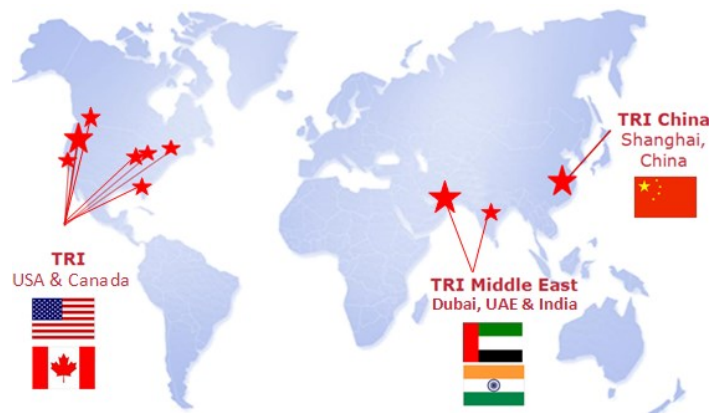 TRI China
Shanghai,
China
TRI
USA & Canada
TRI Middle East
Dubai, UAE & India